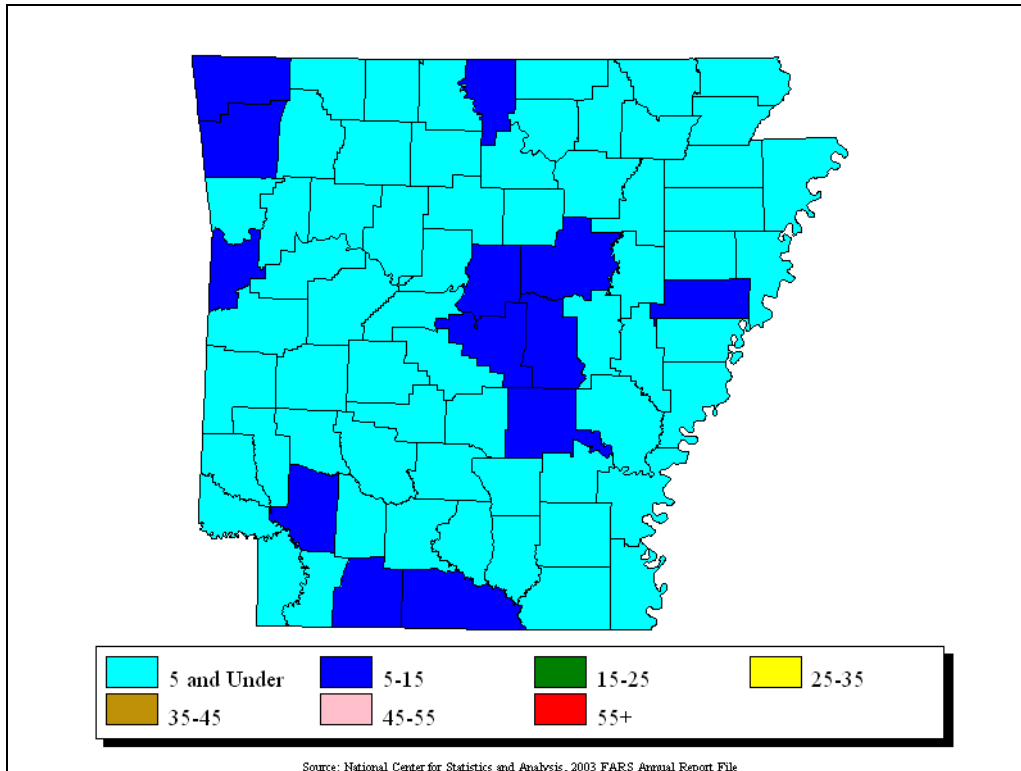 5 and Under 5-15 15-25 25-35
35-45 45-55 55+
Source: National Center for Statistics and Analysis, 2003 FARS Annual Report File